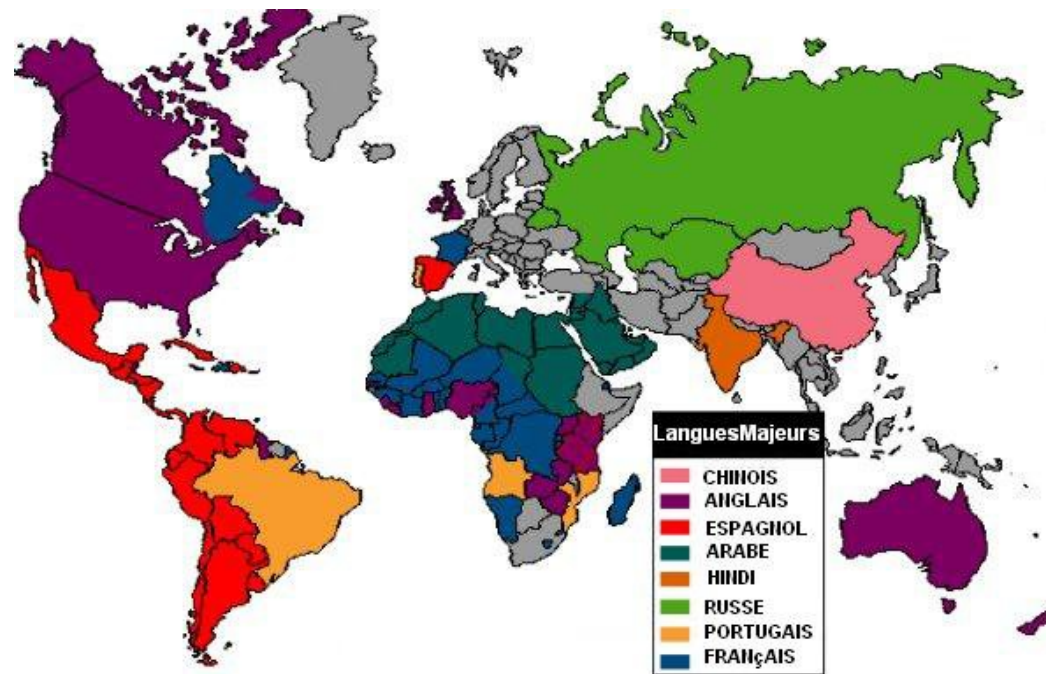 LanguesMajeurs
CHINOIS
ANGLAIS
ESPAGNOL
ARABE
HINDI
RUSSE
PORTUGAIS
FRANçAIS